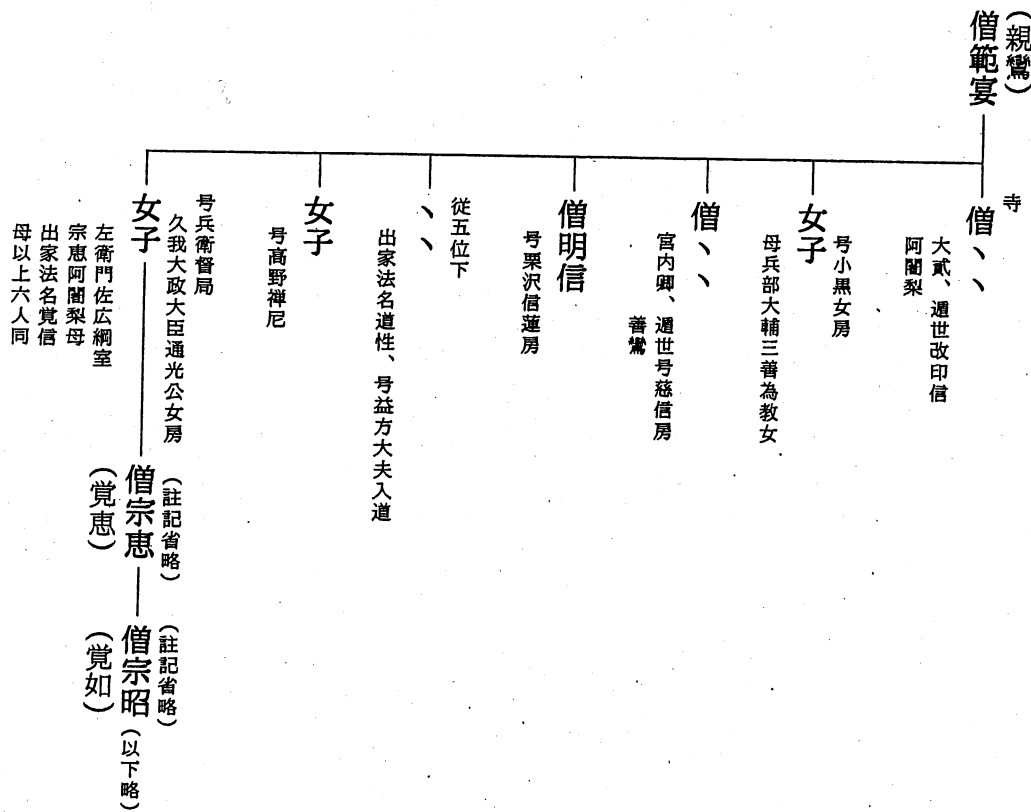 （親鸞）
僧範宴
寺
僧、、
大貳、遁世改印信
阿闍梨
号小黒女房
女子
母兵部大輔三善為教女
僧、、
宮内卿、遁世号慈信房
善鸞
僧明信
号栗沢信蓮房
従五位下
、、
出家法名道性、号益方大夫入道
女子
号高野禅尼
号兵衛督局
久我大政大臣通光公女房
女子
左衛門佐広綱室
宗恵阿闍梨母
出家法名覚信
母以上六人同
（註記省略）
僧宗恵
（覚恵）
（註記省略）
僧宗昭
（覚如）
（以下略）